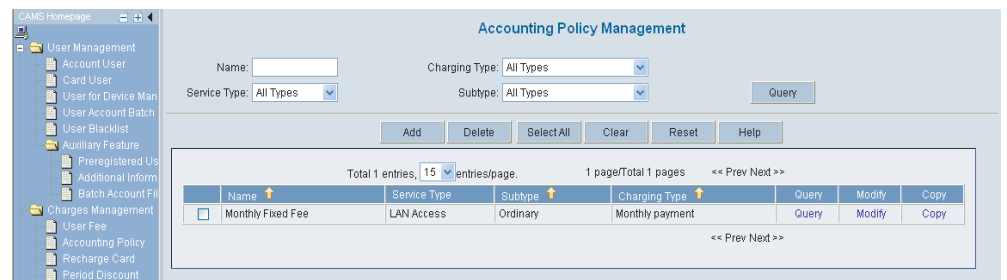 CAMS Homepage
User Management
Account User
Card User
User for Device Man
User Account Batch
User Blacklist
Auxiliary Feature
Preregistered Us
Additional Inform
Batch Account Fil
Charges Management
User Fee
Accounting Policy
Recharge Card
Period Discount
Accounting Policy Management
Name: Charging Type: All Types
Service Type: All Types Subtype: All Types Query
Add Delete Select All Clear Reset Help
Total 1 entries, 15 entries/page. 1 page/Total 1 pages << Prev Next >>
Name Service Type Subtype Charging Type Query Modify Copy
Monthly Fixed Fee LAN Access Ordinary Monthly payment Query Modify Copy
<< Prev Next >>